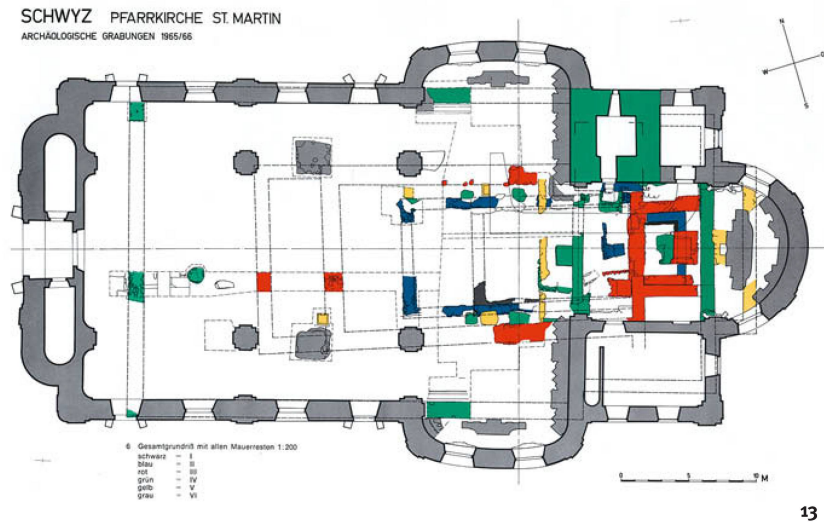 SCHWYZ PFARRKIRCHE ST. MARTIN
ARCHÄOLOGISCHE GRABUNGEN 1965/66
N
O
W
S
6 Gesamtgrundriß mit allen Mauerresten 1:200
schwarz – I
blau – II
rot – III
grün – IV
gelb – V
grau – VI
0 5 10 M
13